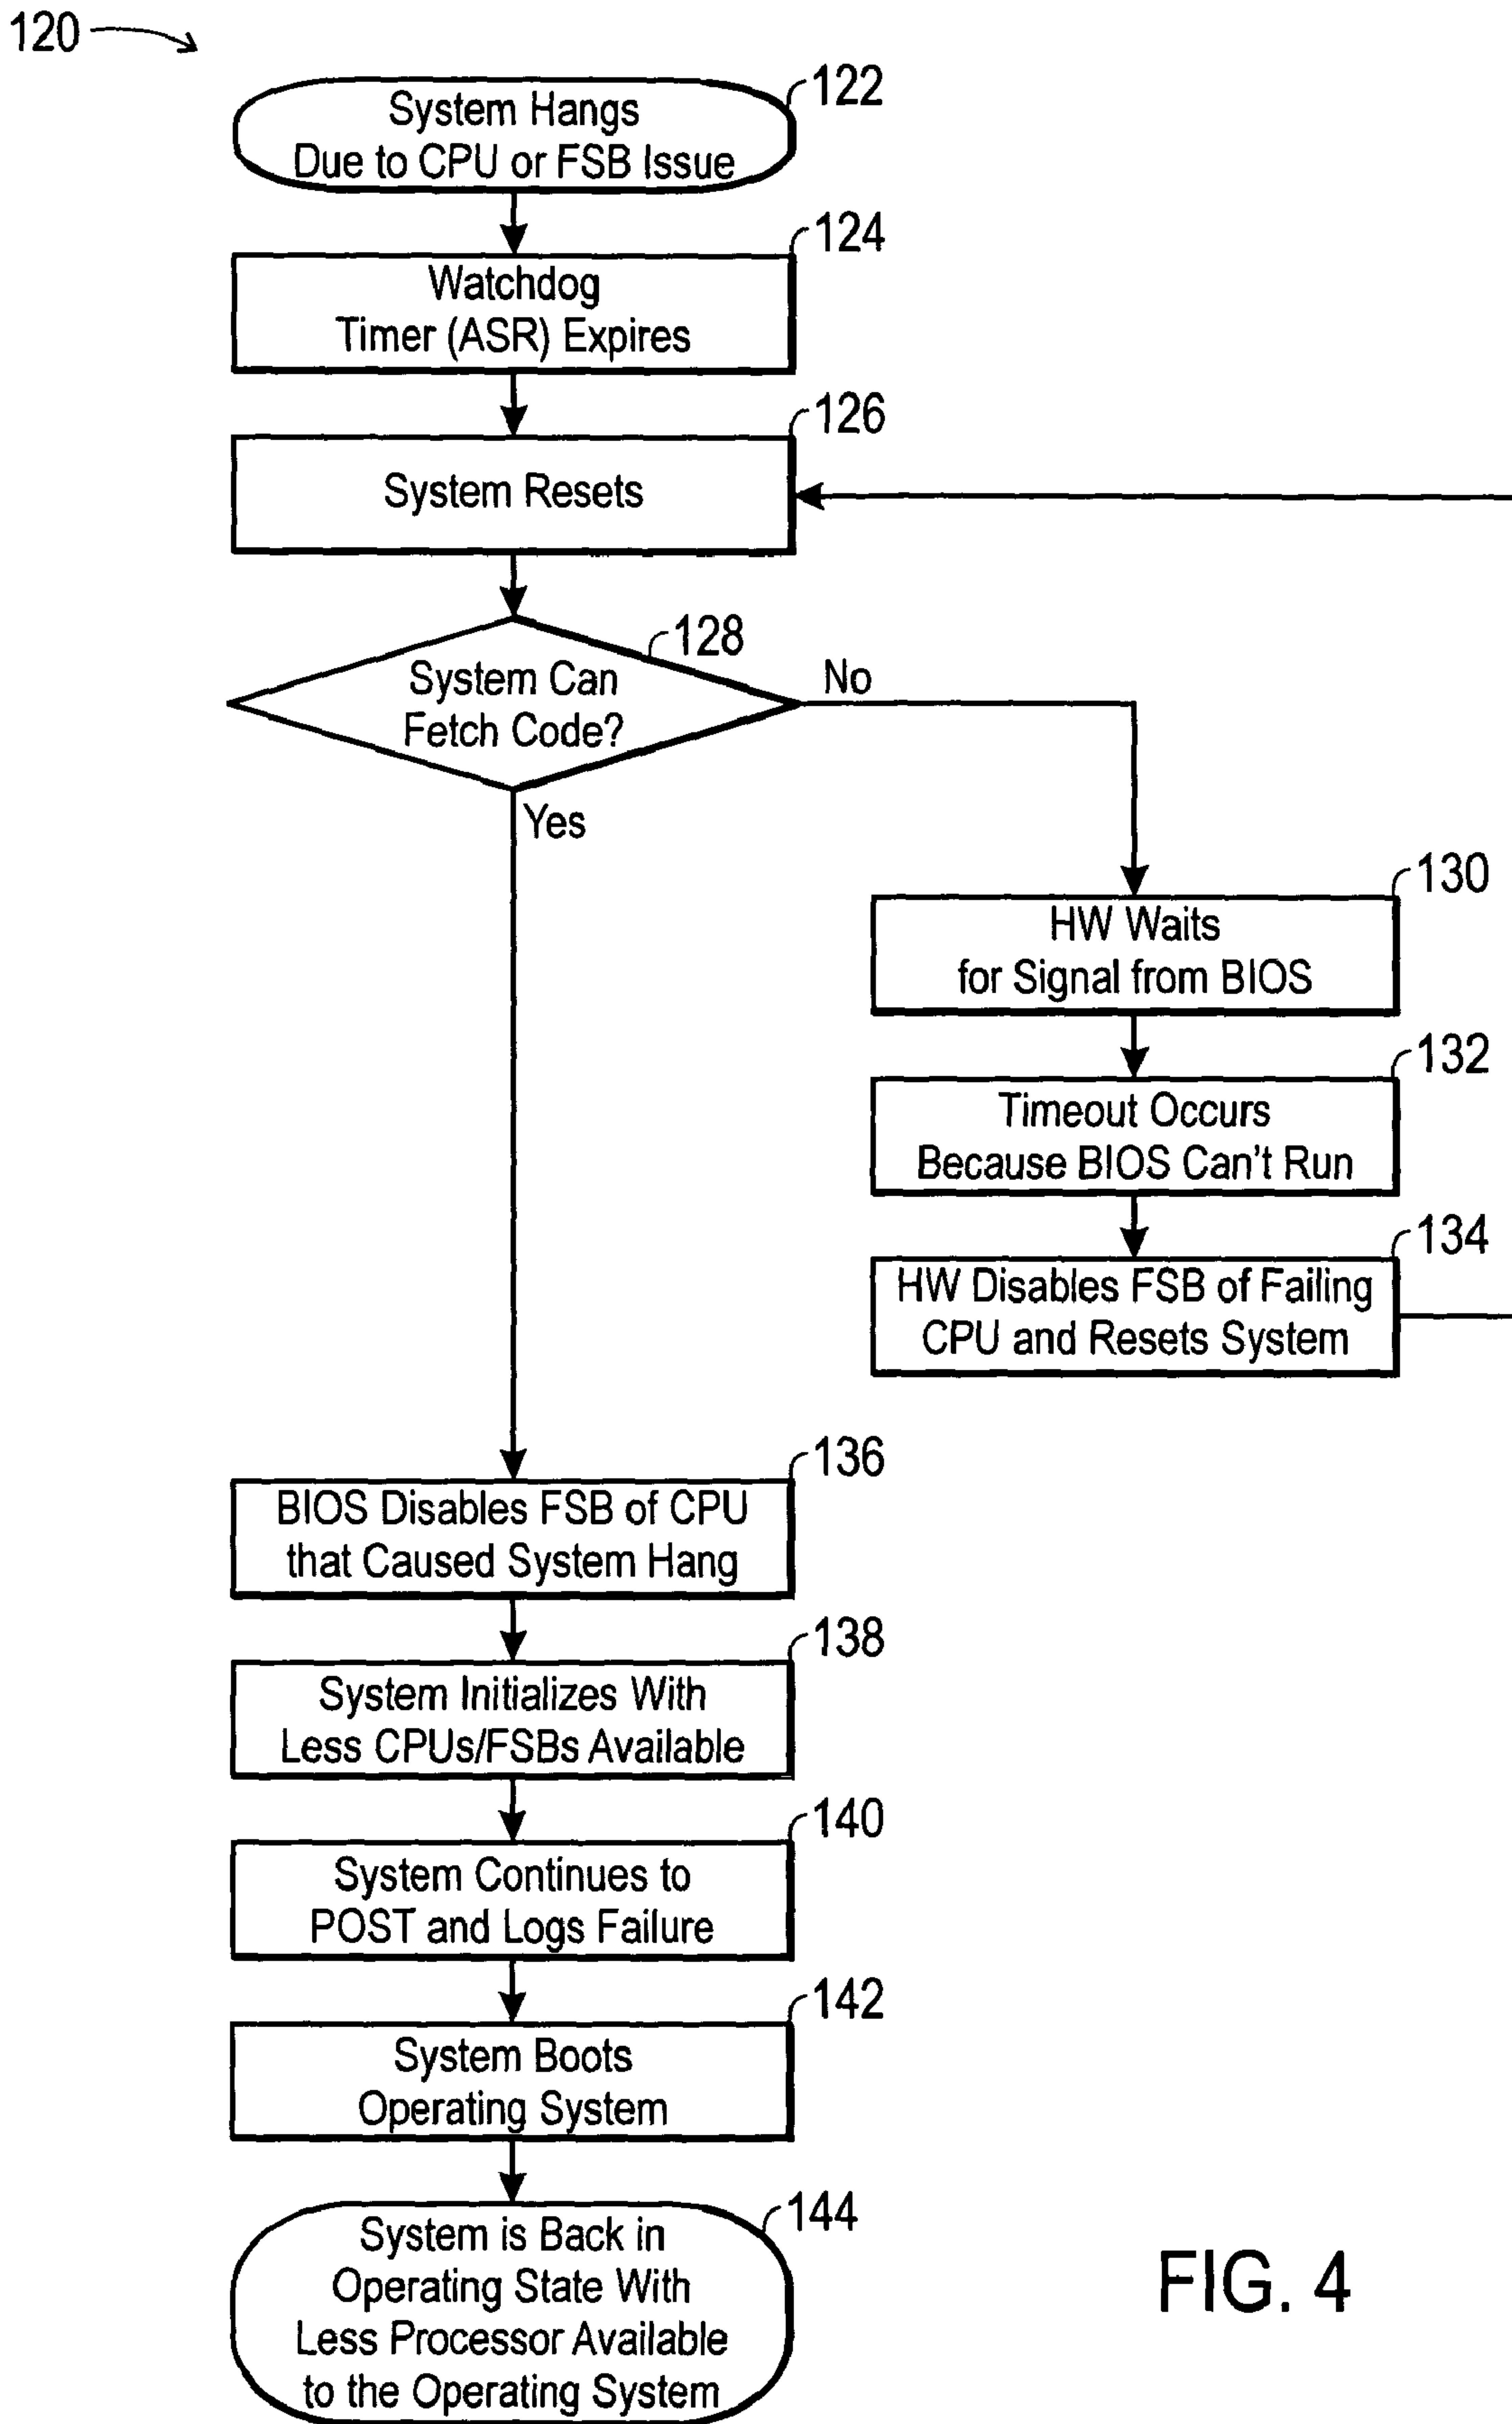 120
122
System Hangs
Due to CPU or FSB Issue
124
Watchdog
Timer (ASR) Expires
126
System Resets
128
System Can
Fetch Code?
No
Yes
130
HW Waits
for Signal from BIOS
132
Timeout Occurs
Because BIOS Can't Run
134
HW Disables FSB of Failing
CPU and Resets System
136
BIOS Disables FSB of CPU
that Caused System Hang
138
System Initializes With
Less CPUs/FSBs Available
140
System Continues to
POST and Logs Failure
142
System Boots
Operating System
144
System is Back in
Operating State With
Less Processor Available
to the Operating System
FIG. 4